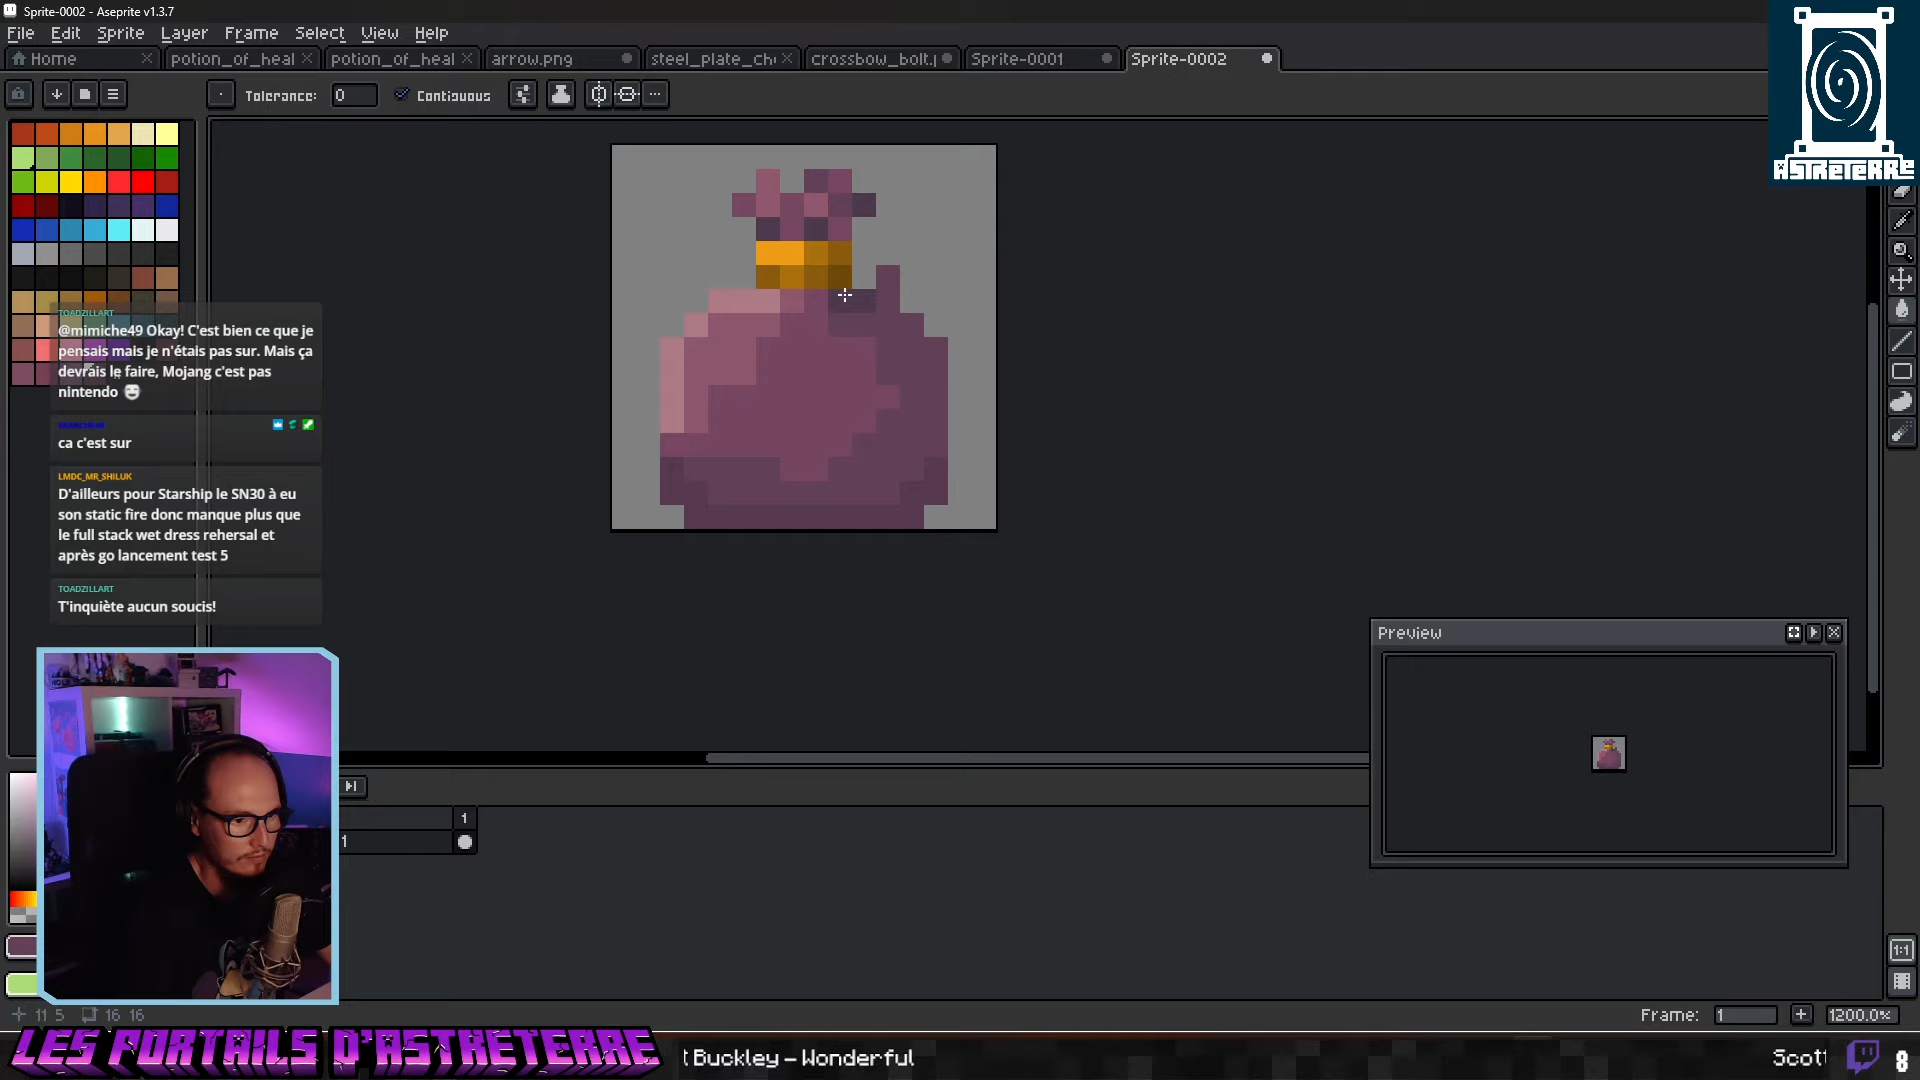 Sprite-0002 - Aseprite v1.3.7
File Edit Sprite Layer Frame Select View Help
Home potion_of_heal potion_of_heal arrow.png steel_plate_ch crossbow_bolt.p Sprite-0001 Sprite-0002
Tolerance: 0 Contiguous
ASTRETERRE
TOADZILLART
@mimiche49 Okay! C'est bien ce que je
pensais mais je n'étais pas sur. Mais ça
devrais le faire, Mojang c'est pas
nintendo
ca c'est sur
LMDC_MR_SHILUK
D'ailleurs pour Starship le SN30 à eu
son static fire donc manque plus que
le full stack wet dress rehersal et
après go lancement test 5
TOADZILLART
T'inquiète aucun soucis!
Preview
1
1
1:1
11 5 16 16
Frame: 1 1200.0%
LES PORTAILS D'ASTRETERRE
t Buckley – Wonderful
Scott
8